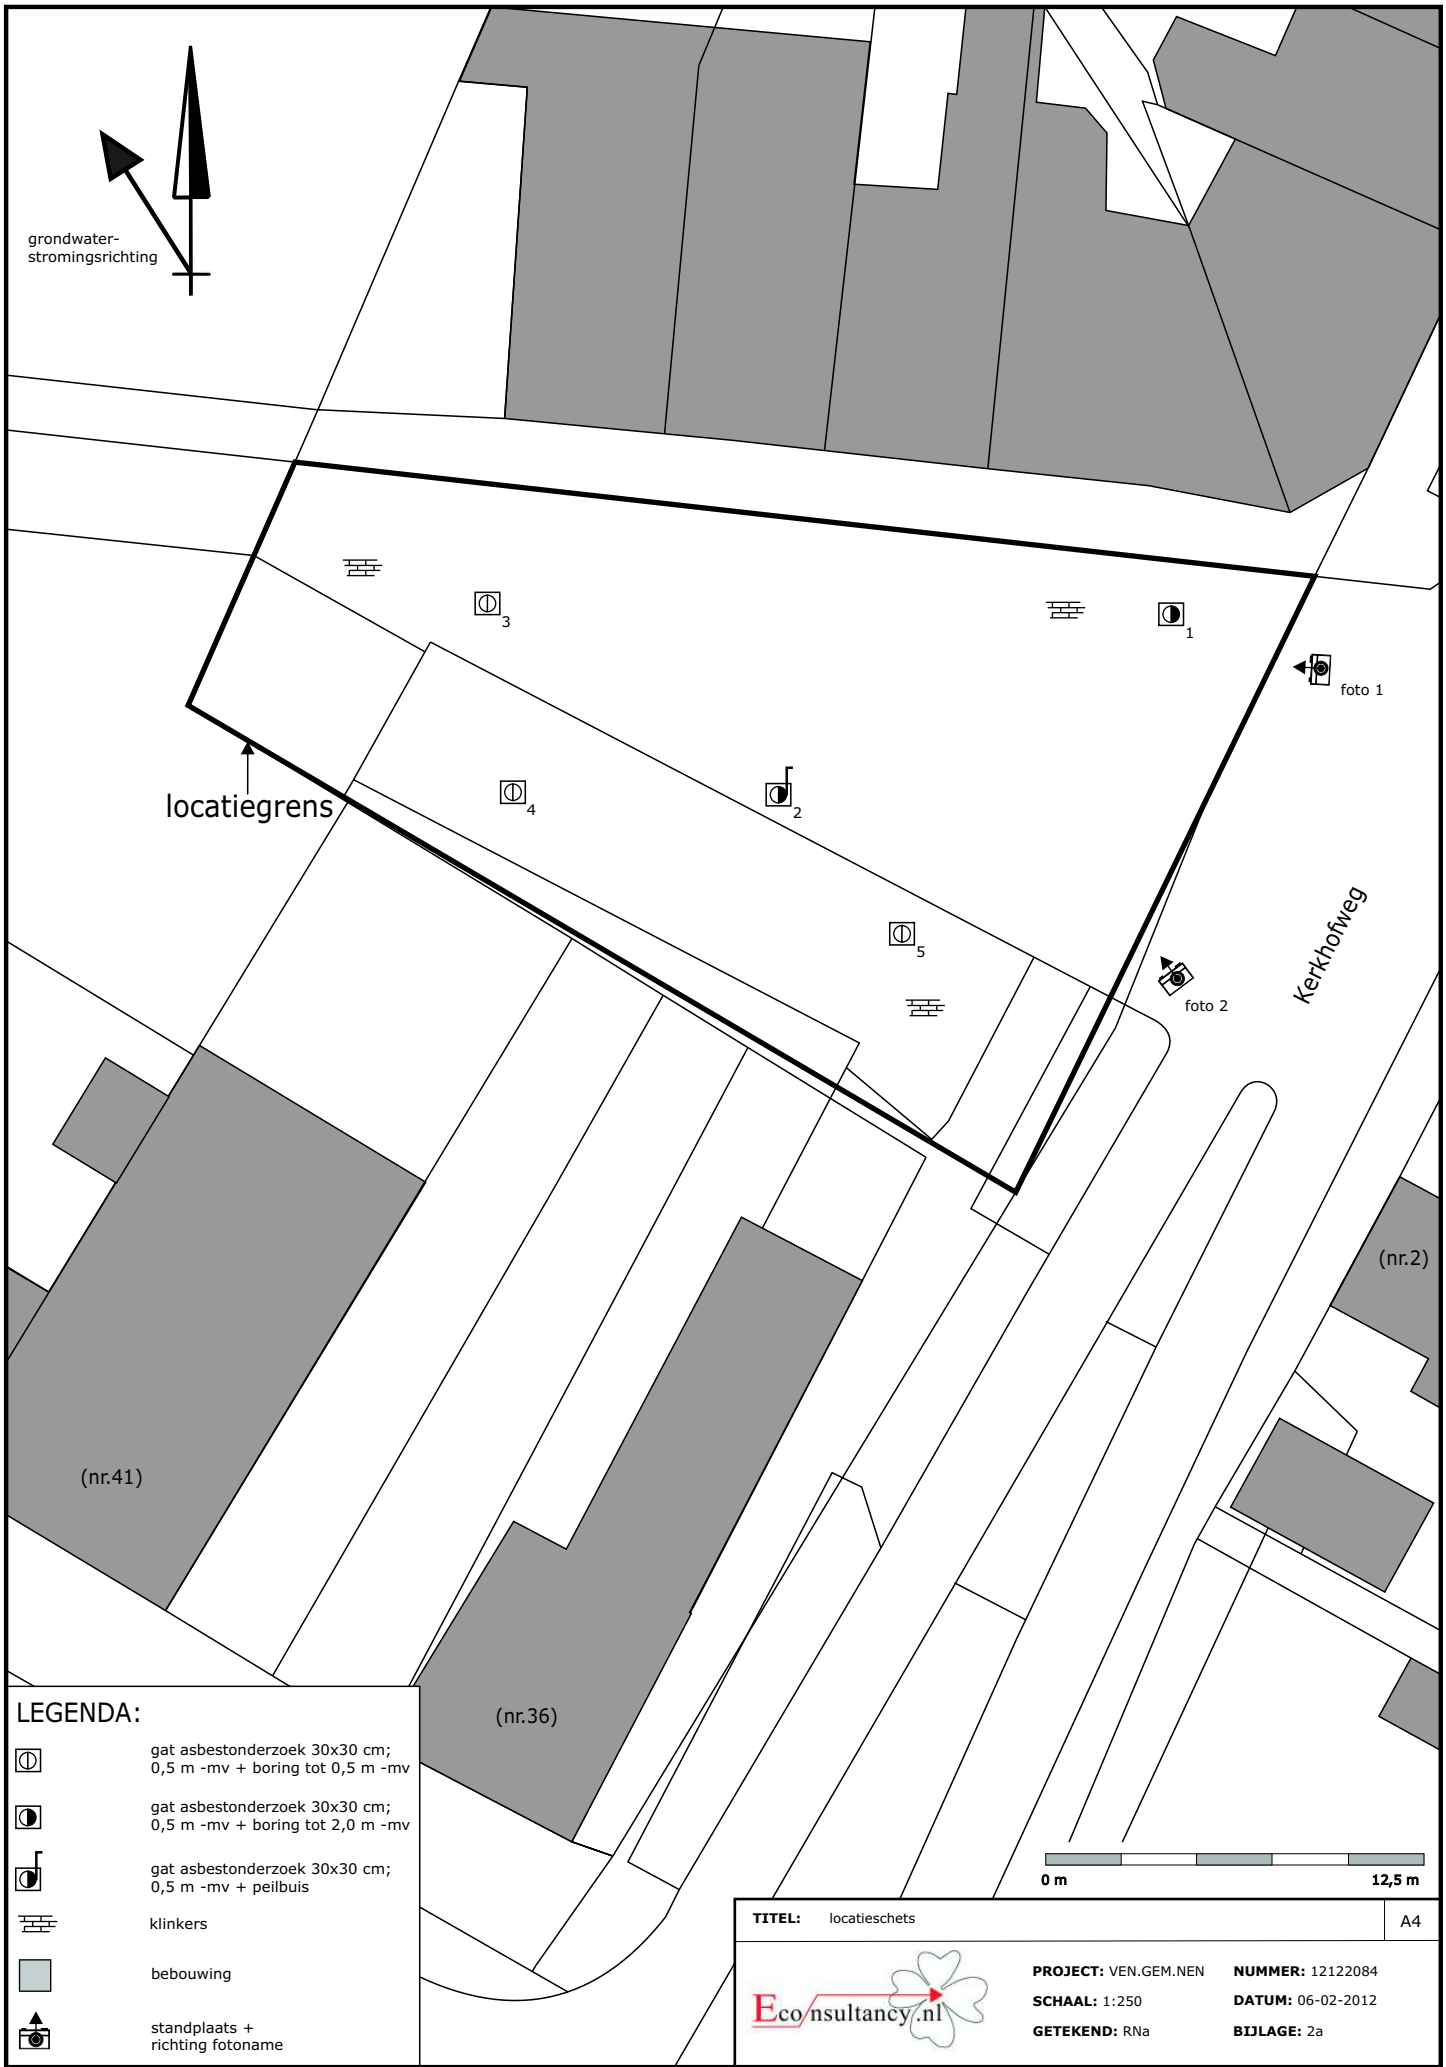 grondwater-
stromingsrichting
3
1
foto 1
2
4
locatiegrens
5
Kerkhofweg
foto 2
(nr.2)
(nr.41)
(nr.36)
LEGENDA:
gat asbestonderzoek 30x30 cm;
0,5 m -mv + boring tot 0,5 m -mv
gat asbestonderzoek 30x30 cm;
0,5 m -mv + boring tot 2,0 m -mv
gat asbestonderzoek 30x30 cm;
0,5 m -mv + peilbuis
klinkers
bebouwing
standplaats +
richting fotoname
0 m 12,5 m
TITEL: locatieschets A4
Econsultancy.nl
PROJECT: VEN.GEM.NEN NUMMER: 12122084
SCHAAL: 1:250 DATUM: 06-02-2012
GETEKEND: RNa BIJLAGE: 2a